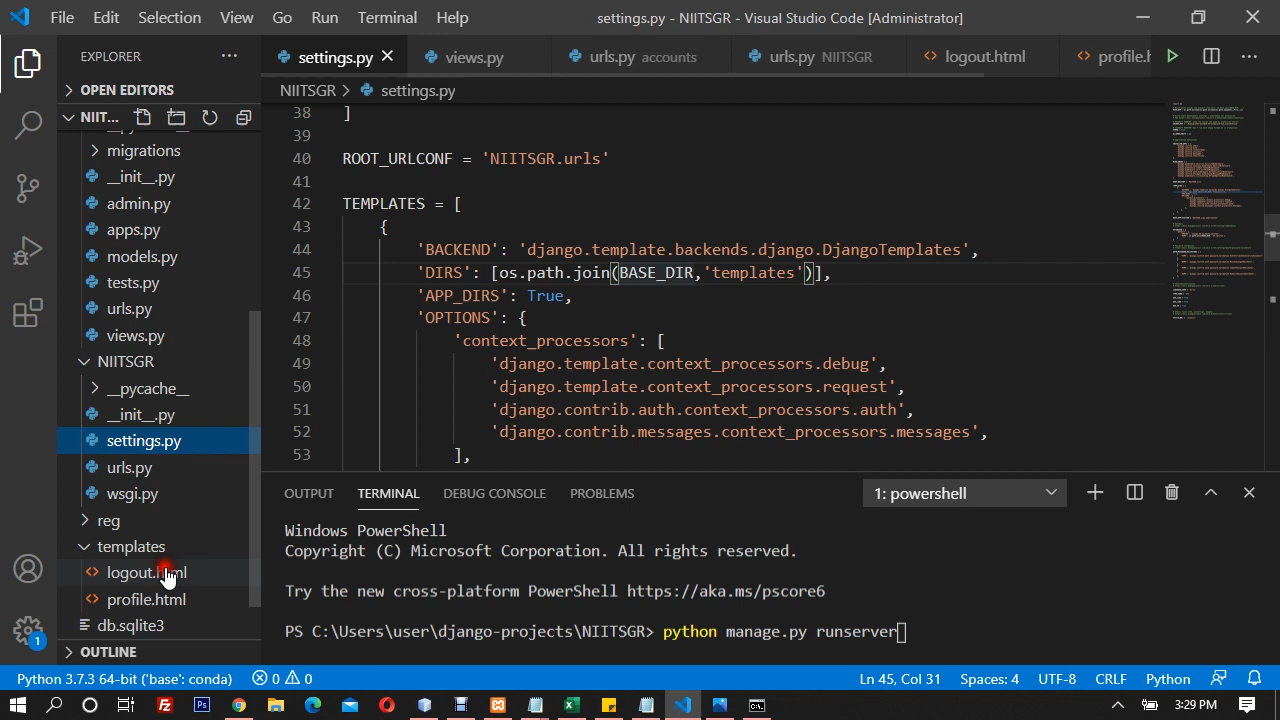 File Edit Selection View Go Run Terminal Help settings.py - NIITSGR - Visual Studio Code [Administrator]
EXPLORER ···
OPEN EDITORS
NIIT...
migrations
__init__.py
admin.py
apps.py
models.py
tests.py
urls.py
views.py
NIITSGR
__pycache__
__init__.py
settings.py
urls.py
wsgi.py
reg
templates
logout.html
profile.html
db.sqlite3
OUTLINE
settings.py views.py urls.py accounts urls.py NIITSGR logout.html profile.h
NIITSGR > settings.py
38 ]
39
40 ROOT_URLCONF = 'NIITSGR.urls'
41
42 TEMPLATES = [
43 {
44 'BACKEND': 'django.template.backends.django.DjangoTemplates',
45 'DIRS': [os.path.join(BASE_DIR,'templates')],
46 'APP_DIRS': True,
47 'OPTIONS': {
48 'context_processors': [
49 'django.template.context_processors.debug',
50 'django.template.context_processors.request',
51 'django.contrib.auth.context_processors.auth',
52 'django.contrib.messages.context_processors.messages',
53 ],
OUTPUT TERMINAL DEBUG CONSOLE PROBLEMS 1: powershell
Windows PowerShell
Copyright (C) Microsoft Corporation. All rights reserved.
Try the new cross-platform PowerShell https://aka.ms/pscore6
PS C:\Users\user\django-projects\NIITSGR> python manage.py runserver
1
Python 3.7.3 64-bit ('base': conda) 0 0 Ln 45, Col 31 Spaces: 4 UTF-8 CRLF Python
3:29 PM